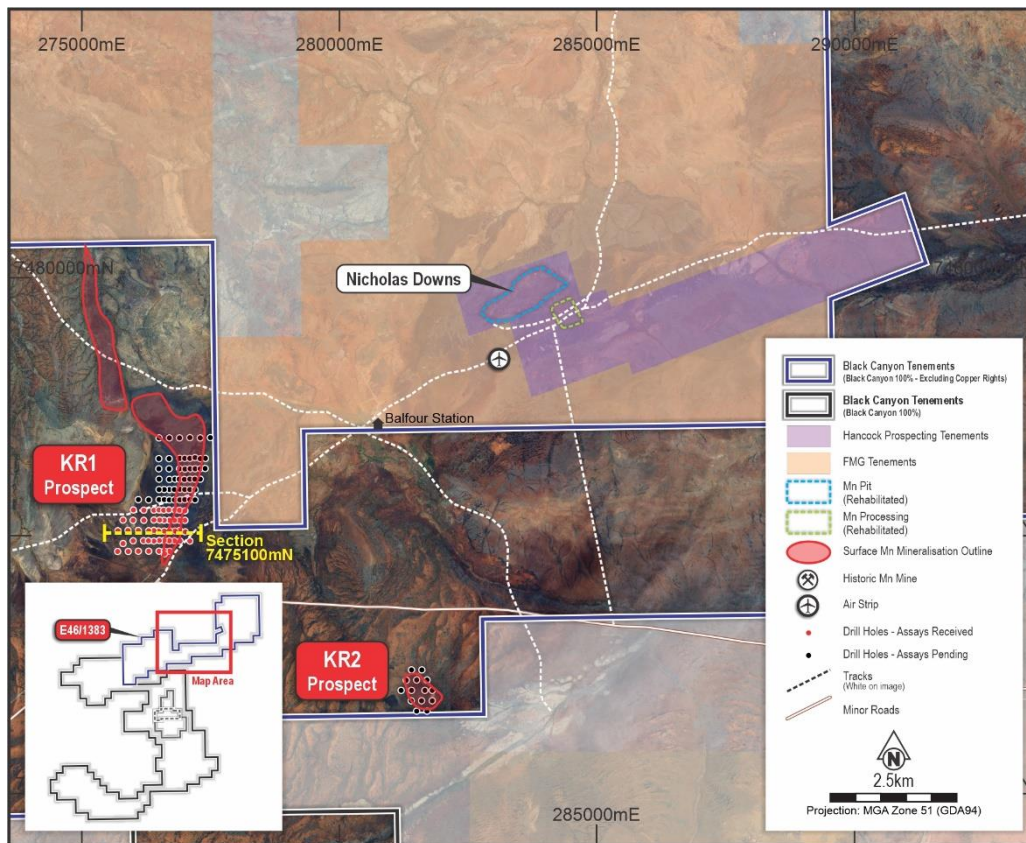 275000mE
280000mE
285000mE
290000mE
7480000mN
Nicholas Downs
Balfour Station
KR1
Prospect
Section
7475100mN
KR2
Prospect
E46/1383
Map Area
285000mE
Black Canyon Tenements
(Black Canyon 100% - Excluding Copper Rights)
Black Canyon Tenements
(Black Canyon 100%)
Hancock Prospecting Tenements
FMG Tenements
Mn Pit
(Rehabilitated)
Mn Processing
(Rehabilitated)
Surface Mn Mineralisation Outline
Historic Mn Mine
Air Strip
Drill Holes - Assays Received
Drill Holes - Assays Pending
Tracks
(White on image)
Minor Roads
N
2.5km
Projection: MGA Zone 51 (GDA94)